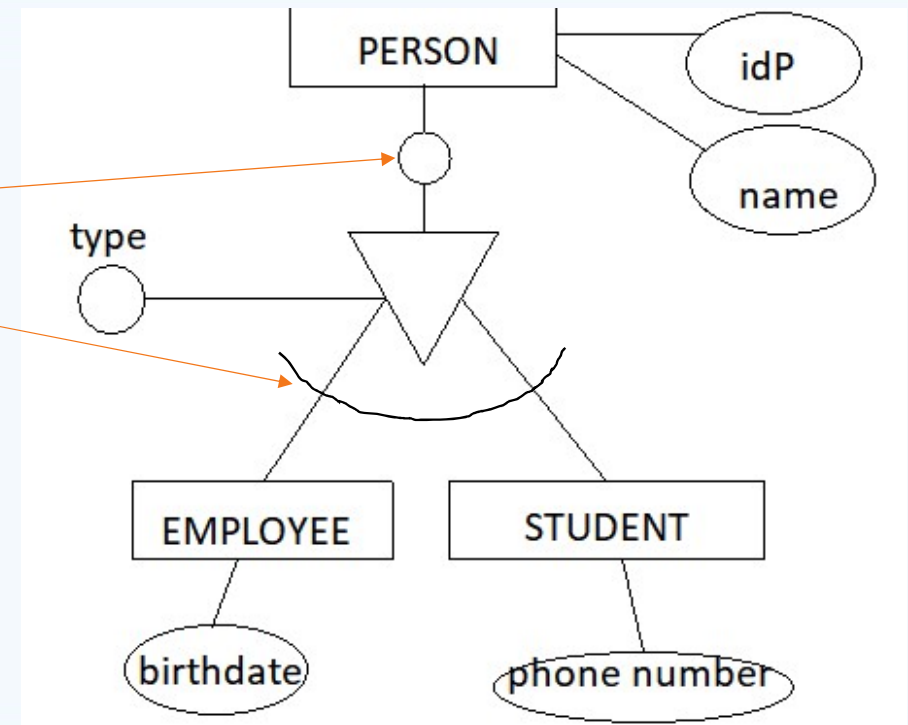 PERSON
idP
name
type
EMPLOYEE
STUDENT
birthdate
phone number